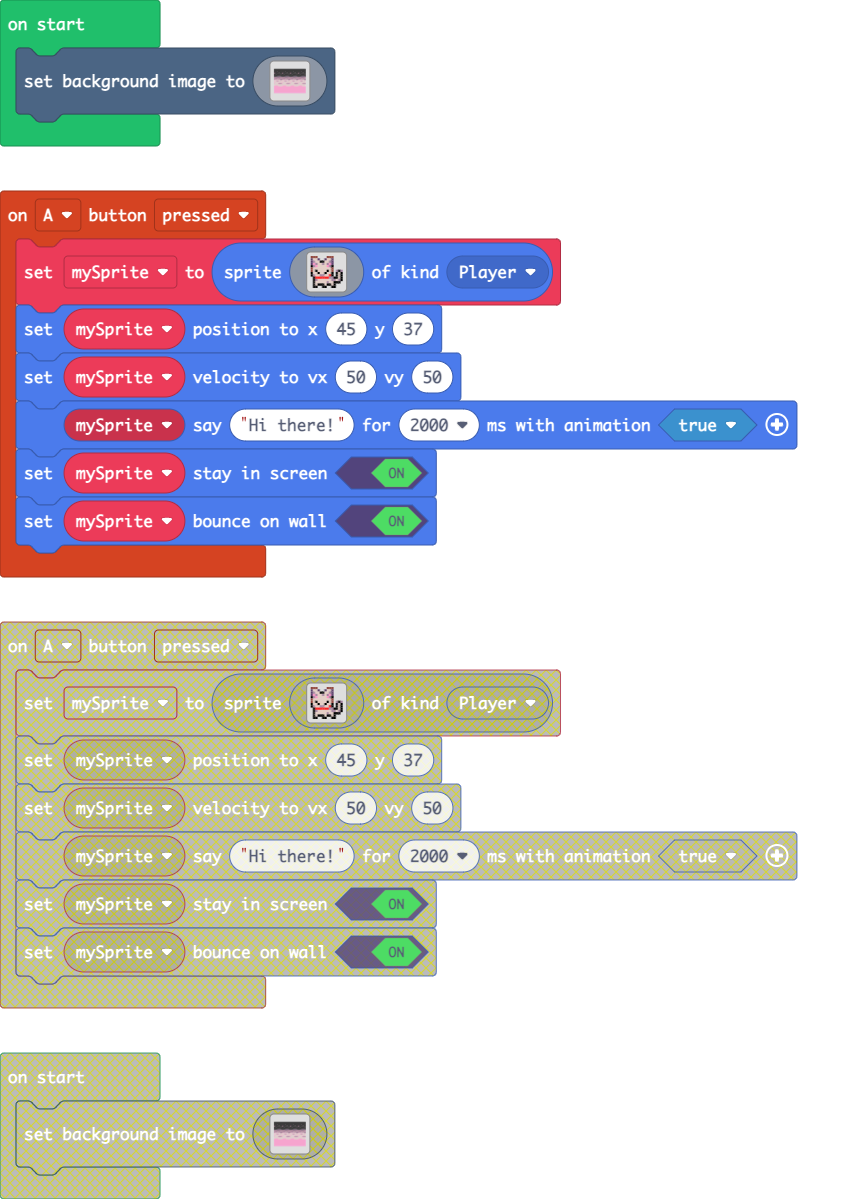 on start
set background image to
on A button pressed
set mySprite to sprite of kind Player
set mySprite position to x 45 y 37
set mySprite velocity to vx 50 vy 50
mySprite say "Hi there!" for 2000 ms with animation true
set mySprite stay in screen ON
set mySprite bounce on wall ON
on A button pressed
set mySprite to sprite of kind Player
set mySprite position to x 45 y 37
set mySprite velocity to vx 50 vy 50
mySprite say "Hi there!" for 2000 ms with animation true
set mySprite stay in screen ON
set mySprite bounce on wall ON
on start
set background image to